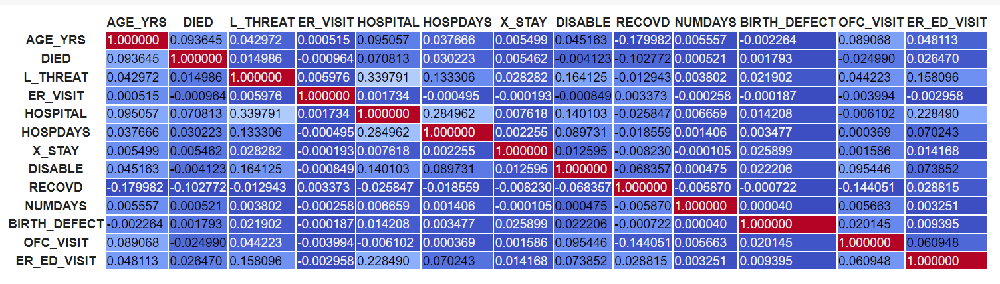 AGE_YRS DIED L_THREAT ER_VISIT HOSPITAL HOSPDAYS X_STAY DISABLE RECOVD NUMDAYS BIRTH_DEFECT OFC_VISIT ER_ED_VISIT
AGE_YRS 1.000000 0.093645 0.042972 0.000515 0.095057 0.037666 0.005499 0.045163 -0.179982 0.005557 -0.002264 0.089068 0.048113
DIED 0.093645 1.000000 0.014986 -0.000964 0.070813 0.030223 0.005462 -0.004123 -0.102772 0.000521 0.001793 -0.024990 0.026470
L_THREAT 0.042972 0.014986 1.000000 0.005976 0.339791 0.133306 0.028282 0.164125 -0.012943 0.003802 0.021902 0.044223 0.158096
ER_VISIT 0.000515 -0.000964 0.005976 1.000000 0.001734 -0.000495 -0.000193 -0.000849 0.003373 -0.000258 -0.000187 -0.003994 -0.002958
HOSPITAL 0.095057 0.070813 0.339791 0.001734 1.000000 0.284962 0.007618 0.140103 -0.025847 0.006659 0.014208 -0.006102 0.228490
HOSPDAYS 0.037666 0.030223 0.133306 -0.000495 0.284962 1.000000 0.002255 0.089731 -0.018559 0.001406 0.003477 0.000369 0.070243
X_STAY 0.005499 0.005462 0.028282 -0.000193 0.007618 0.002255 1.000000 0.012595 -0.008230 -0.000105 0.025899 0.001586 0.014168
DISABLE 0.045163 -0.004123 0.164125 -0.000849 0.140103 0.089731 0.012595 1.000000 -0.068357 0.000475 0.022206 0.095446 0.073852
RECOVD -0.179982 -0.102772 -0.012943 0.003373 -0.025847 -0.018559 -0.008230 -0.068357 1.000000 -0.005870 -0.000722 -0.144051 0.028815
NUMDAYS 0.005557 0.000521 0.003802 -0.000258 0.006659 0.001406 -0.000105 0.000475 -0.005870 1.000000 0.000040 0.005663 0.003251
BIRTH_DEFECT -0.002264 0.001793 0.021902 -0.000187 0.014208 0.003477 0.025899 0.022206 -0.000722 0.000040 1.000000 0.020145 0.009395
OFC_VISIT 0.089068 -0.024990 0.044223 -0.003994 -0.006102 0.000369 0.001586 0.095446 -0.144051 0.005663 0.020145 1.000000 0.060948
ER_ED_VISIT 0.048113 0.026470 0.158096 -0.002958 0.228490 0.070243 0.014168 0.073852 0.028815 0.003251 0.009395 0.060948 1.000000